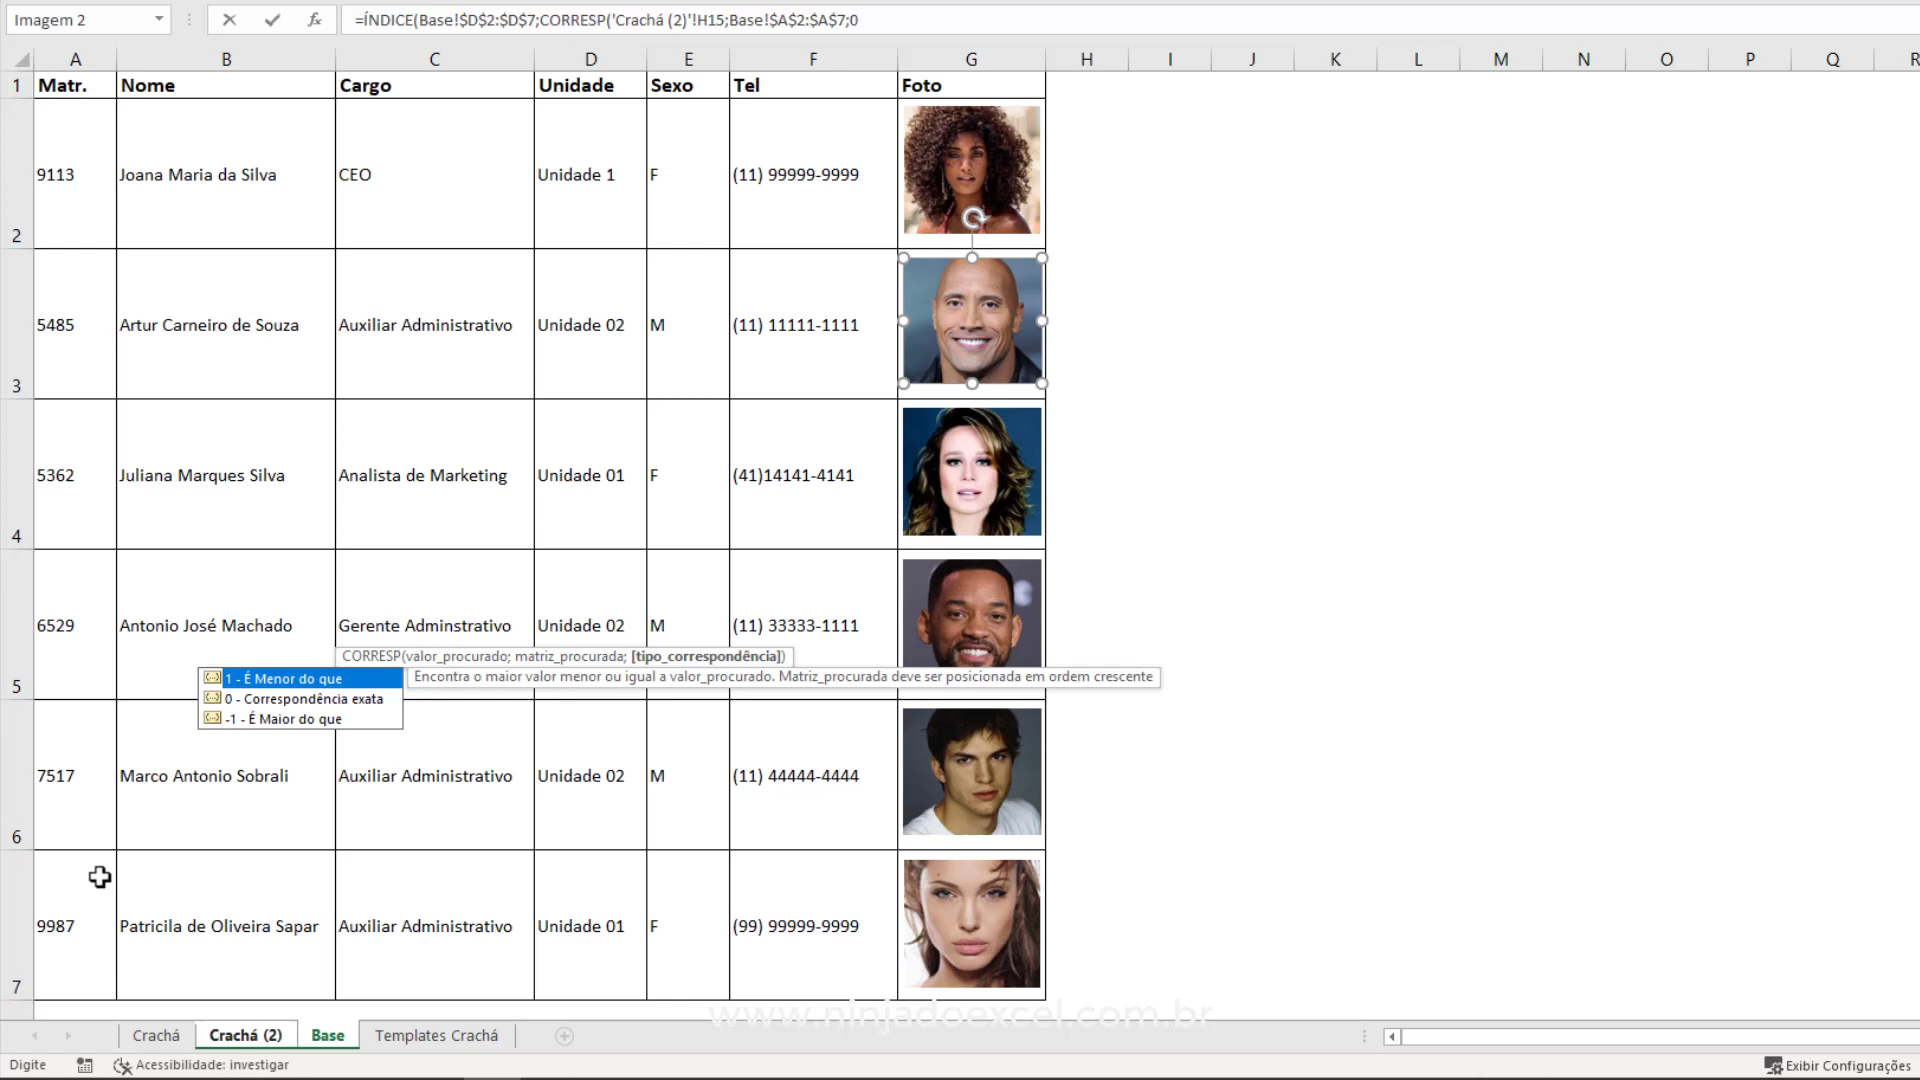 Imagem 2
fx
=ÍNDICE(Base!$D$2:$D$7;CORRESP('Crachá (2)'!H15;Base!$A$2:$A$7;0
A B C D E F G H I J K L M N O P Q R
1 Matr. Nome Cargo Unidade Sexo Tel Foto
9113 Joana Maria da Silva CEO Unidade 1 F (11) 99999-9999
2
5485 Artur Carneiro de Souza Auxiliar Administrativo Unidade 02 M (11) 11111-1111
3
5362 Juliana Marques Silva Analista de Marketing Unidade 01 F (41)14141-4141
4
6529 Antonio José Machado Gerente Adminstrativo Unidade 02 M (11) 33333-1111
CORRESP(valor_procurado; matriz_procurada; [tipo_correspondência])
1 - É Menor do que
Encontra o maior valor menor ou igual a valor_procurado. Matriz_procurada deve ser posicionada em ordem crescente
5
0 - Correspondência exata
-1 - É Maior do que
7517 Marco Antonio Sobrali Auxiliar Administrativo Unidade 02 M (11) 44444-4444
6
9987 Patricila de Oliveira Sapar Auxiliar Administrativo Unidade 01 F (99) 99999-9999
7
www.ninjadoexcel.com.br
Crachá Crachá (2) Base Templates Crachá
Digite Acessibilidade: investigar Exibir Configurações